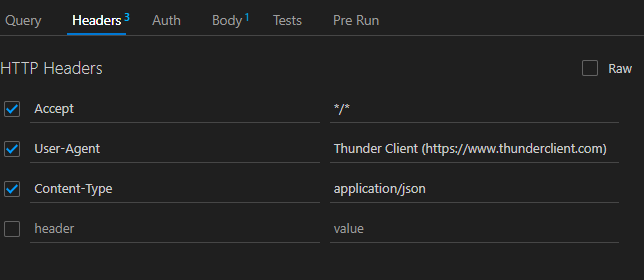 Query Headers 3 Auth Body 1 Tests Pre Run
HTTP Headers Raw
Accept */*
User-Agent Thunder Client (https://www.thunderclient.com)
Content-Type application/json
header value